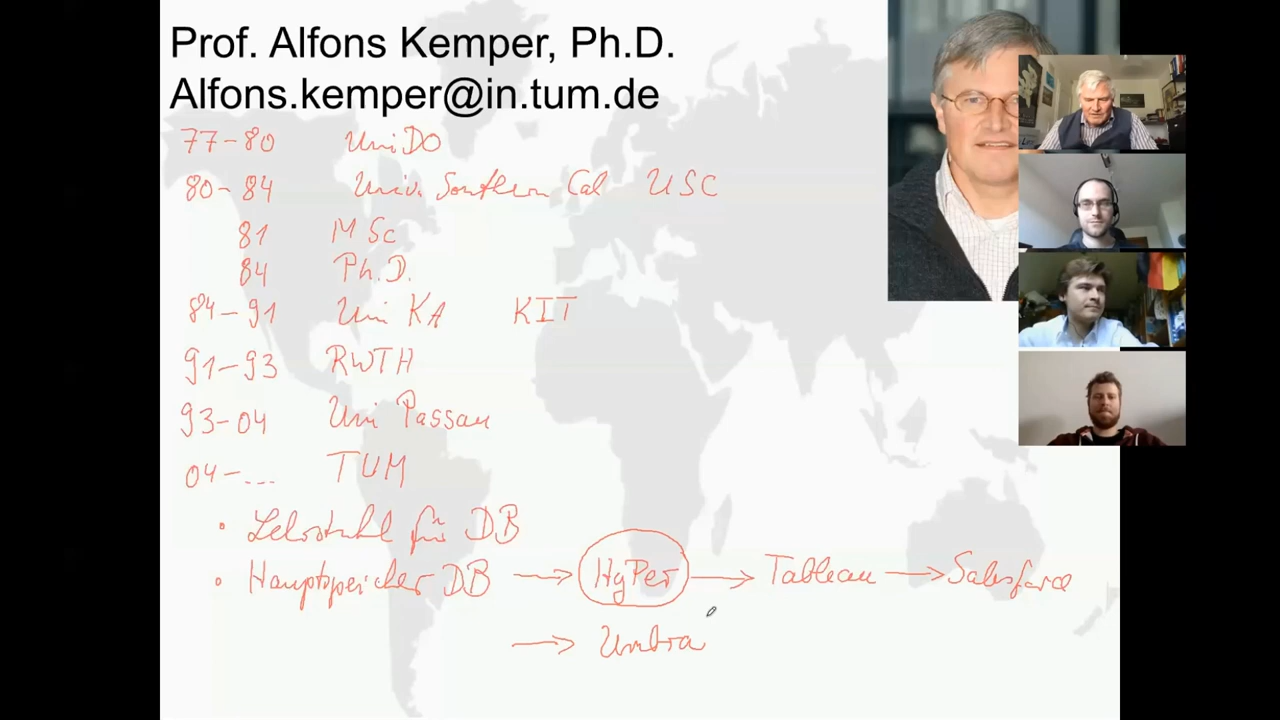 Prof. Alfons Kemper, Ph.D.
Alfons.kemper@in.tum.de
77-80 Uni DO
80-84 Univ. Southern Cal USC
81 MSc
84 Ph.D.
84-91 Uni KA KIT
91-93 RWTH
93-04 Uni Passau
04-... TUM
• Lehrstuhl für DB
• Hauptspeicher DB → HyPer → Tableau → Salesforce
→ Umbra